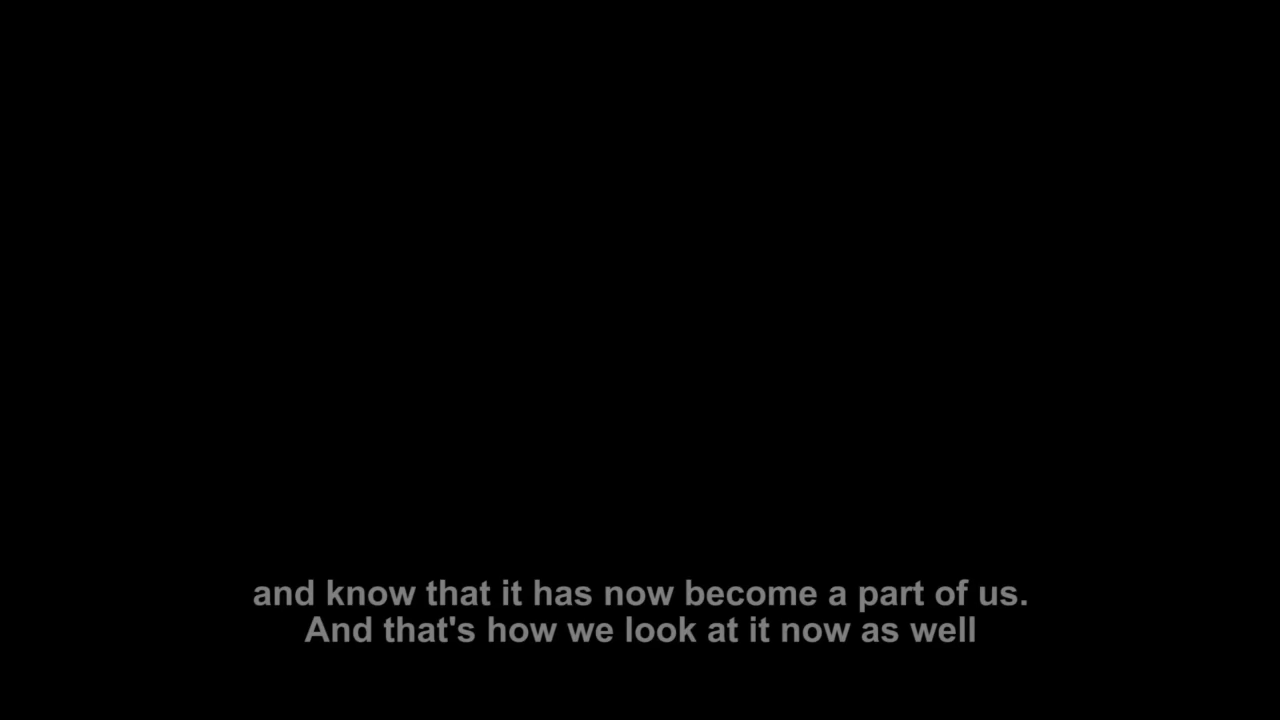 and know that it has now become a part of us.
And that's how we look at it now as well